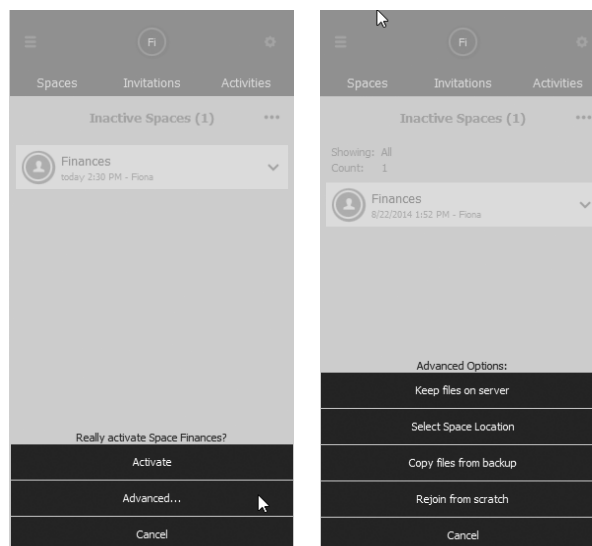 Fi
Spaces Invitations Activities
Inactive Spaces (1)
Finances
today 2:30 PM - Fiona
Really activate Space Finances?
Activate
Advanced...
Cancel
Fi
Spaces Invitations Activities
Inactive Spaces (1)
Showing: All
Count: 1
Finances
8/22/2014 1:52 PM - Fiona
Advanced Options:
Keep files on server
Select Space Location
Copy files from backup
Rejoin from scratch
Cancel